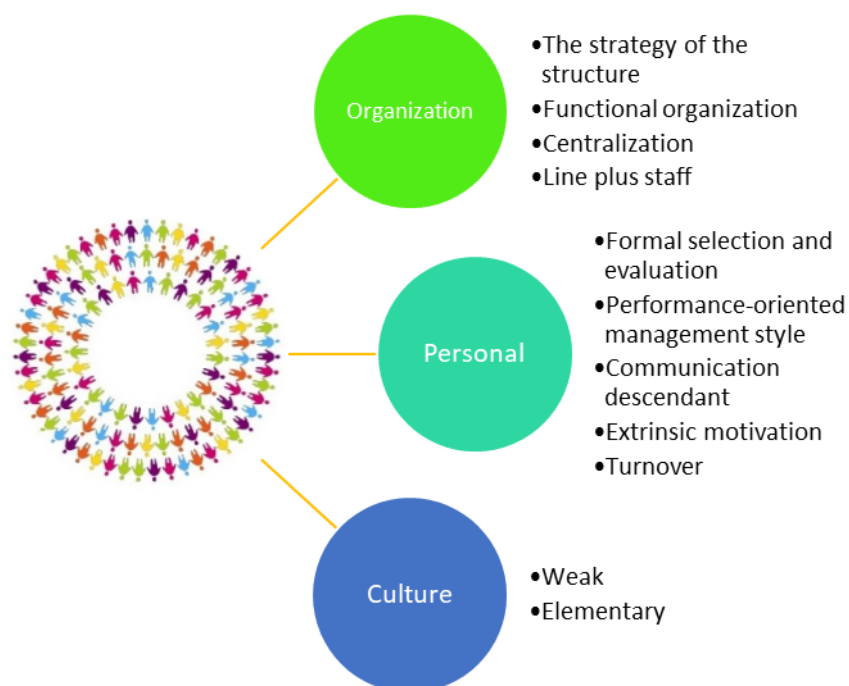 Organization
•The strategy of the
structure
•Functional organization
•Centralization
•Line plus staff
Personal
•Formal selection and
evaluation
•Performance-oriented
management style
•Communication
descendant
•Extrinsic motivation
•Turnover
Culture
•Weak
•Elementary